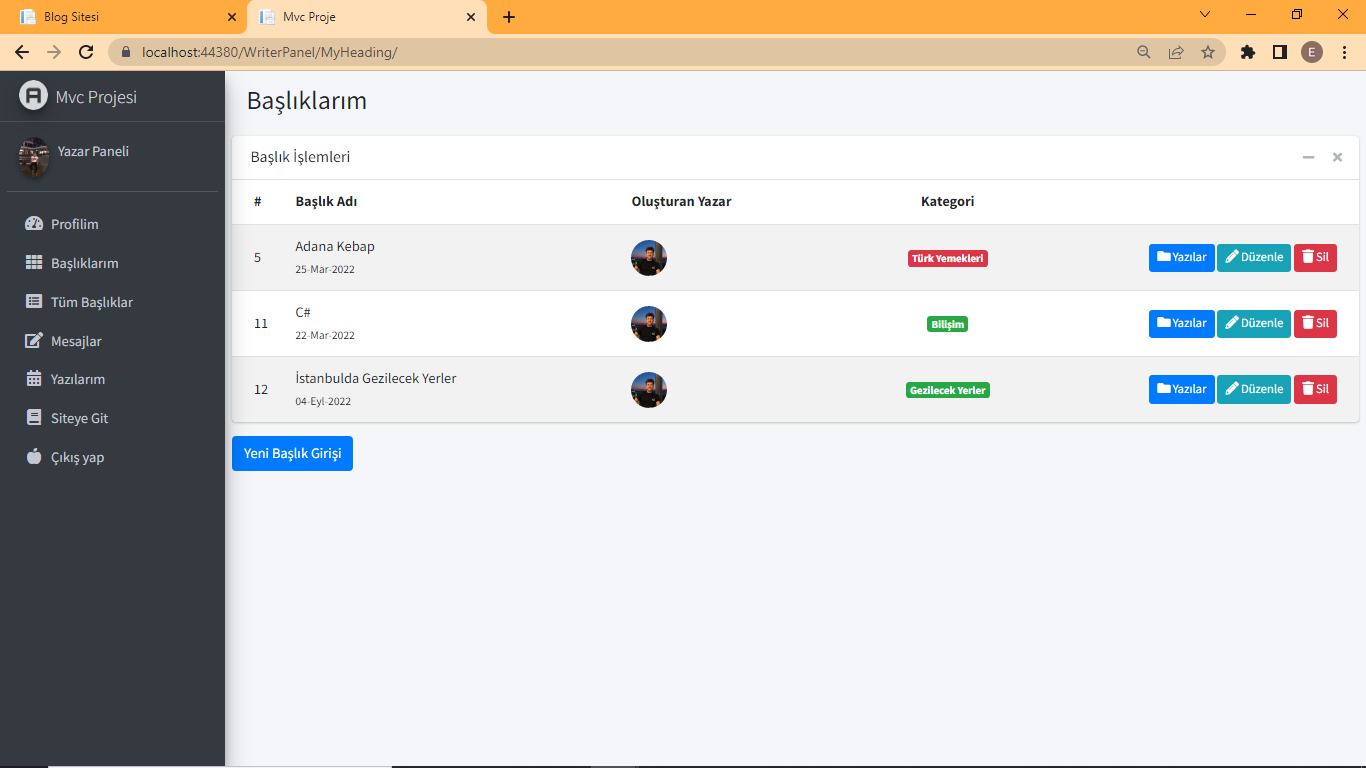 Blog Sitesi
Mvc Proje
localhost:44380/WriterPanel/MyHeading/
E
Mvc Projesi
Yazar Paneli
Profilim
Başlıklarım
Tüm Başlıklar
Mesajlar
Yazılarım
Siteye Git
Çıkış yap
Başlıklarım
Başlık İşlemleri
# Başlık Adı Oluşturan Yazar Kategori
5 Adana Kebap Türk Yemekleri Yazılar Düzenle Sil
25-Mar-2022
11 C# Bilişim Yazılar Düzenle Sil
22-Mar-2022
12 İstanbulda Gezilecek Yerler Gezilecek Yerler Yazılar Düzenle Sil
04-Eyl-2022
Yeni Başlık Girişi